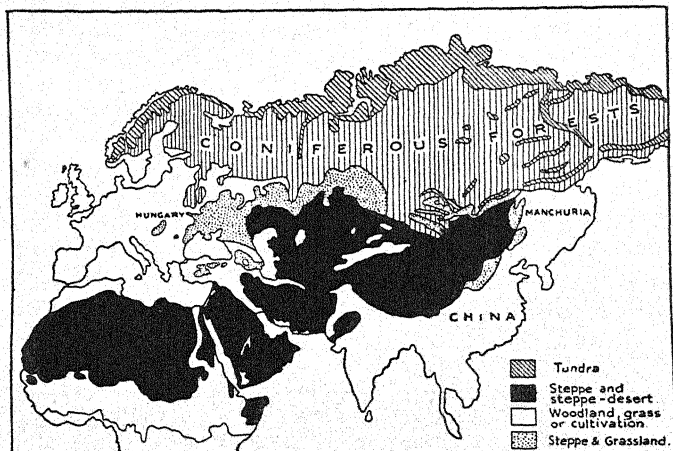 CONIFEROUS FORESTS
HUNGARY
MANCHURIA
CHINA
Tundra
Steppe and
steppe-desert
Woodland, grass
or cultivation
Steppe & Grassland.